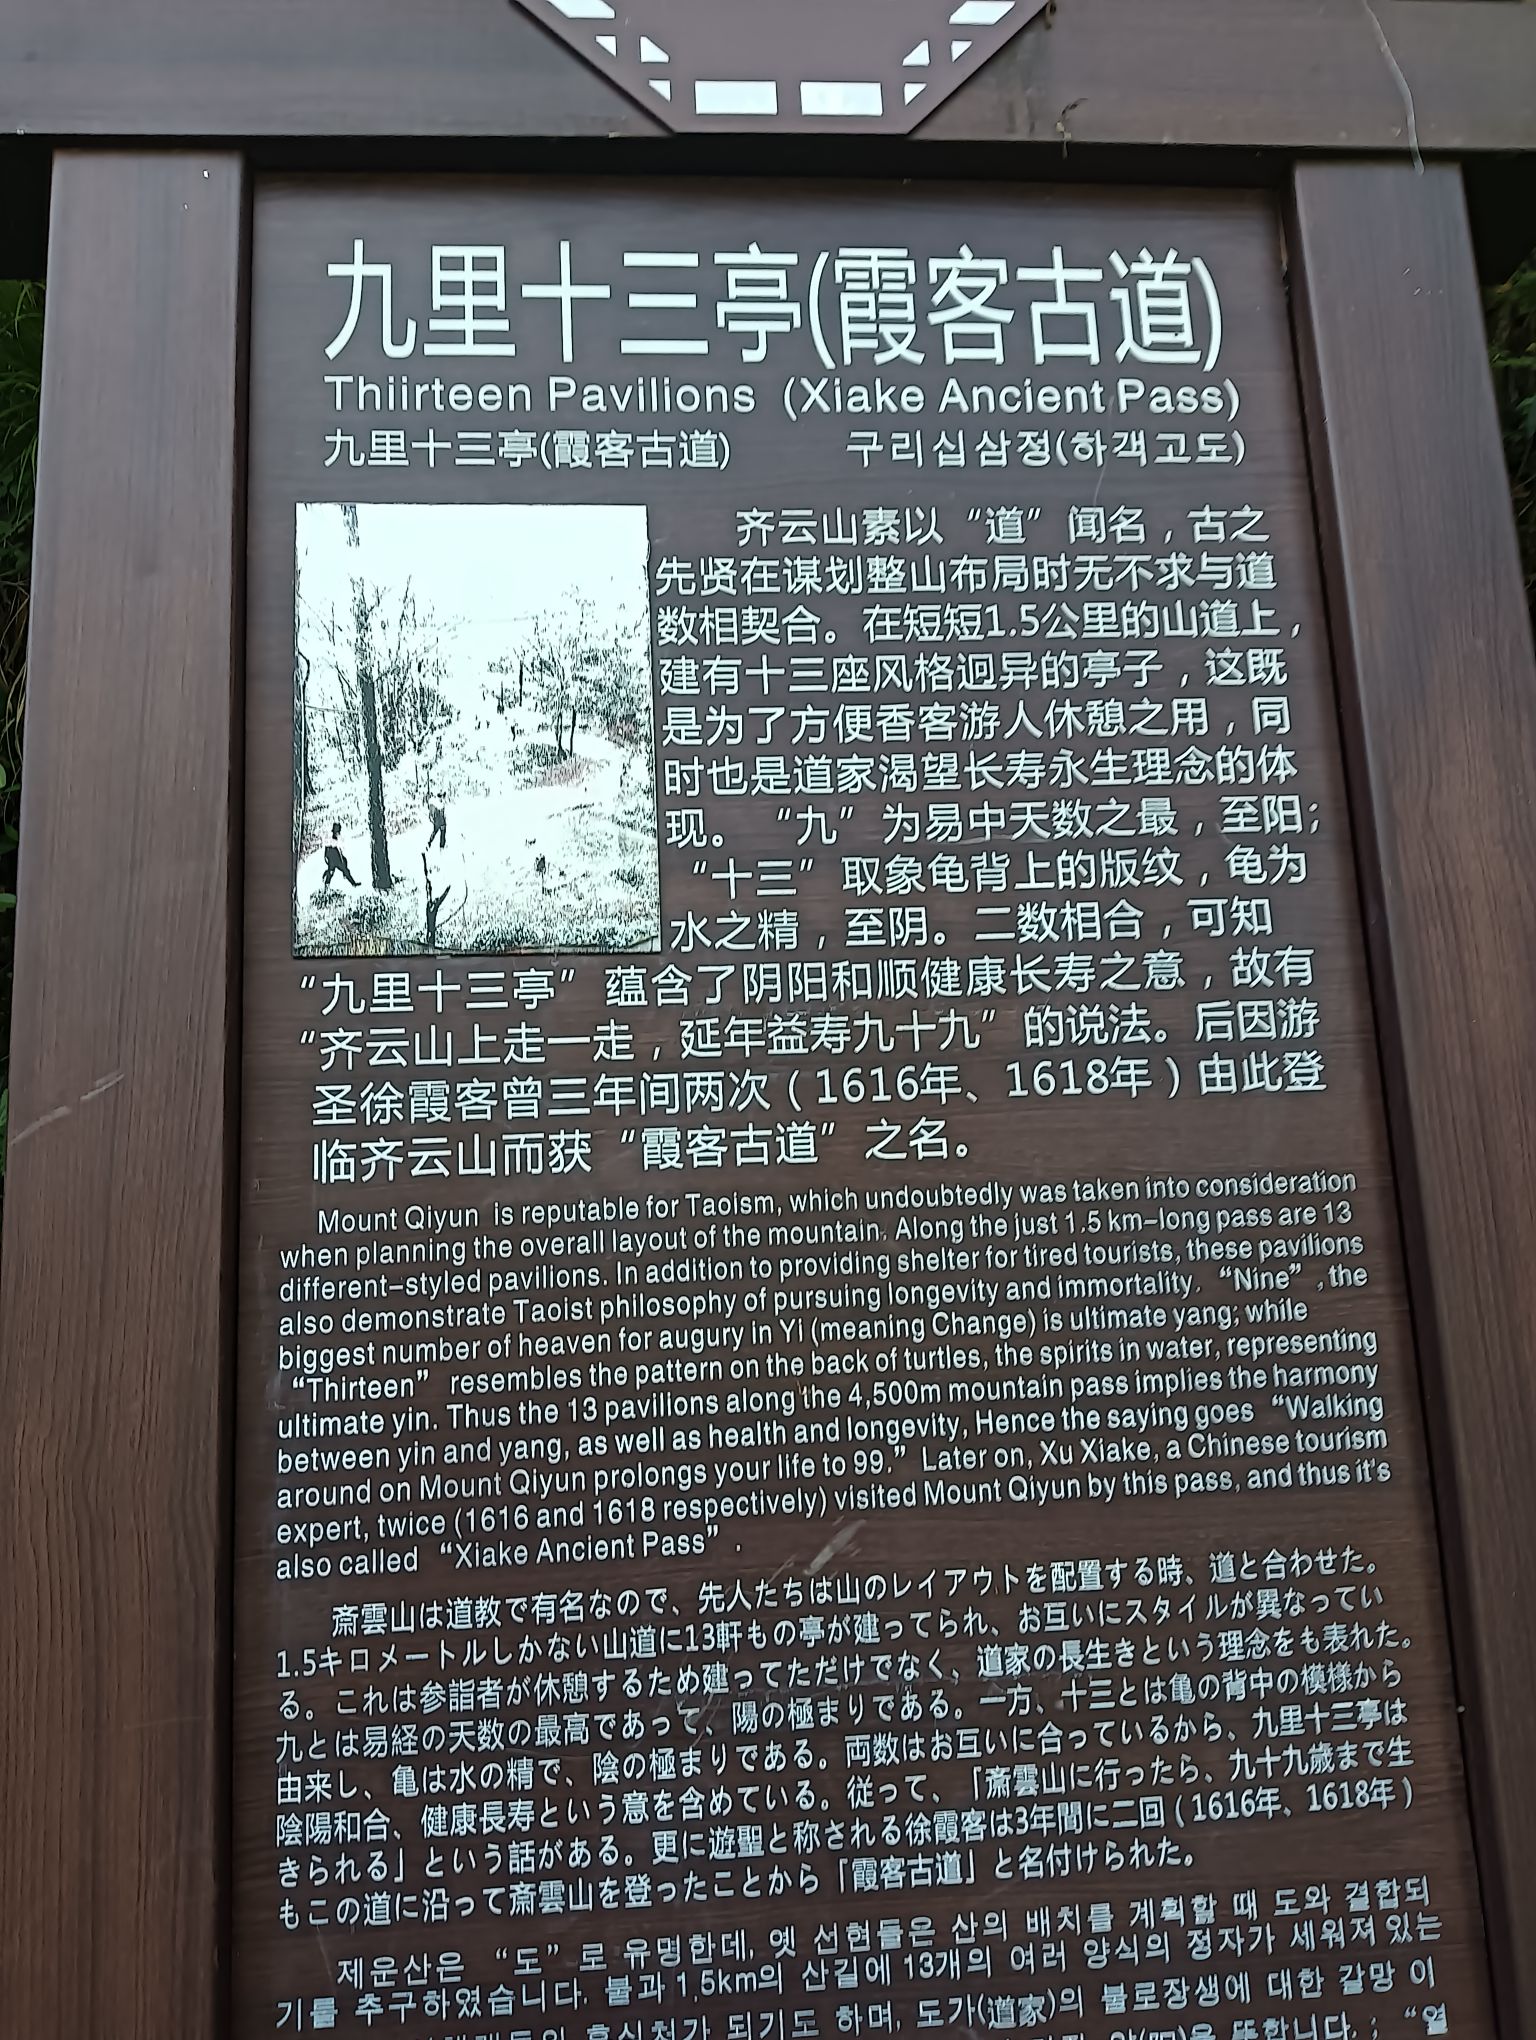 九里十三亭(霞客古道)
Thiirteen Pavilions (Xiake Ancient Pass)
九里十三亭(霞客古道) 구리십삼정(하객고도)
齐云山素以“道”闻名，古之
先贤在谋划整山布局时无不求与道
数相契合。在短短1.5公里的山道上，
建有十三座风格迥异的亭子，这既
是为了方便香客游人休憩之用，同
时也是道家渴望长寿永生理念的体
现。“九”为易中天数之最，至阳；
“十三”取象龟背上的版纹，龟为
水之精，至阴。二数相合，可知
“九里十三亭”蕴含了阴阳和顺健康长寿之意，故有
“齐云山上走一走，延年益寿九十九”的说法。后因游
圣徐霞客曾三年间两次（1616年、1618年）由此登
临齐云山而获“霞客古道”之名。
Mount Qiyun is reputable for Taoism, which undoubtedly was taken into consideration
when planning the overall layout of the mountain. Along the just 1.5 km-long pass are 13
different-styled pavilions. In addition to providing shelter for tired tourists, these pavilions
also demonstrate Taoist philosophy of pursuing longevity and immortality. “Nine”, the
biggest number of heaven for augury in Yi (meaning Change) is ultimate yang; while
“Thirteen” resembles the pattern on the back of turtles, the spirits in water, representing
ultimate yin. Thus the 13 pavilions along the 4,500m mountain pass implies the harmony
between yin and yang, as well as health and longevity, Hence the saying goes “Walking
around on Mount Qiyun prolongs your life to 99.” Later on, Xu Xiake, a Chinese tourism
expert, twice (1616 and 1618 respectively) visited Mount Qiyun by this pass, and thus it's
also called “Xiake Ancient Pass”.
斎雲山は道教で有名なので、先人たちは山のレイアウトを配置する時、道と合わせた。
1.5キロメートルしかない山道に13軒もの亭が建ってられ、お互いにスタイルが異なってい
る。これは参詣者が休憩するため建ってただけでなく、道家の長生きという理念をも表れた。
九とは易経の天数の最高であって、陽の極まりである。一方、十三とは亀の背中の模様から
由来し、亀は水の精で、陰の極まりである。両数はお互いに合っているから、九里十三亭は
陰陽和合、健康長寿という意を含めている。従って、「斎雲山に行ったら、九十九歳まで生
きられる」という話がある。更に遊聖と称される徐霞客は3年間に二回（1616年、1618年）
もこの道に沿って斎雲山を登ったことから「霞客古道」と名付けられた。
제운산은 “도”로 유명한데, 옛 선현들은 산의 배치를 계획할 때 도와 결합되
기를 추구하였습니다. 불과 1.5km의 산길에 13개의 여러 양식의 정자가 세워져 있는
되기도 하며, 도가(道家)의 불로장생에 대한 갈망 이